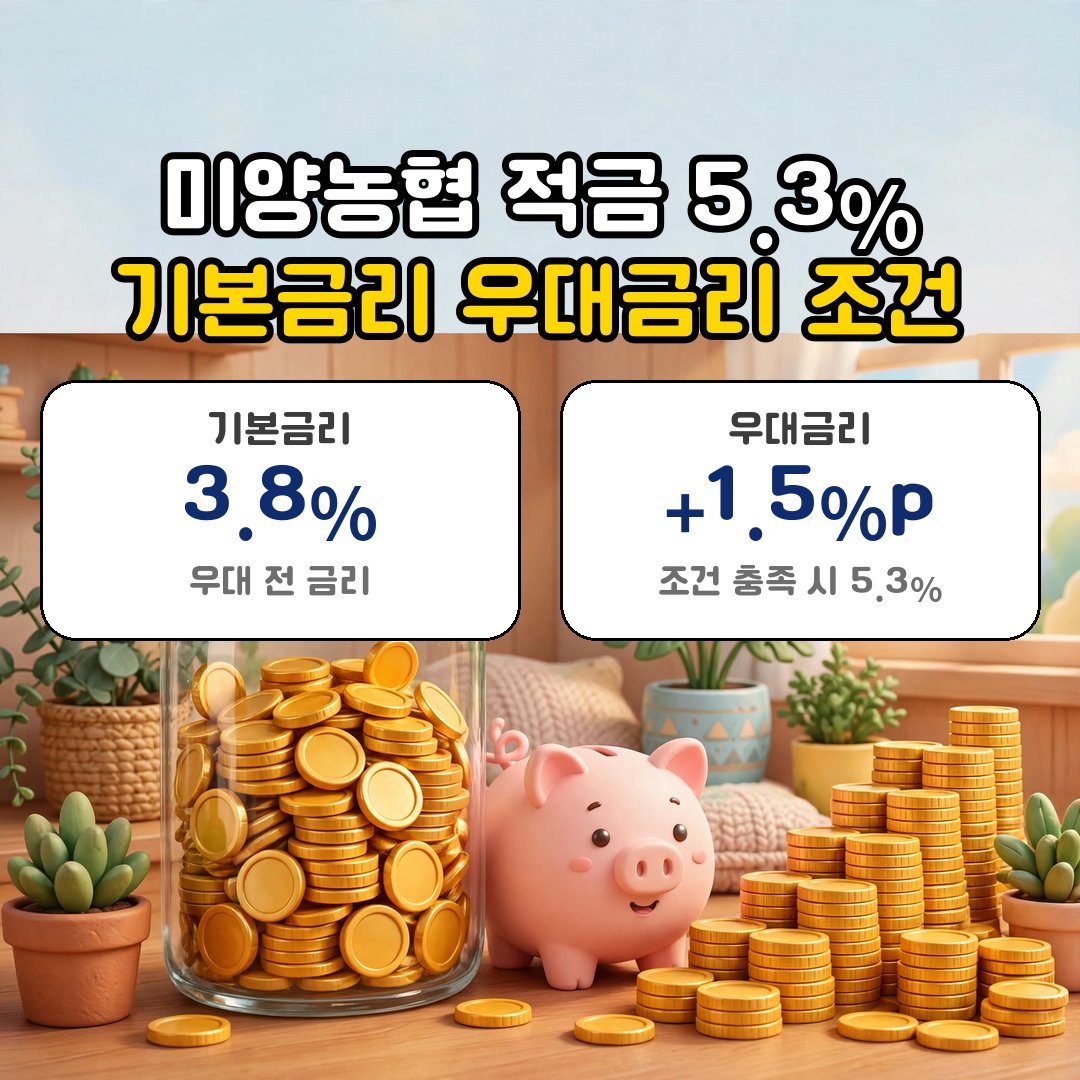 미양농협 적금 5.3%
기본금리 우대금리 조건
기본금리
3.8%
우대 전 금리
우대금리
+1.5%p
조건 충족 시 5.3%